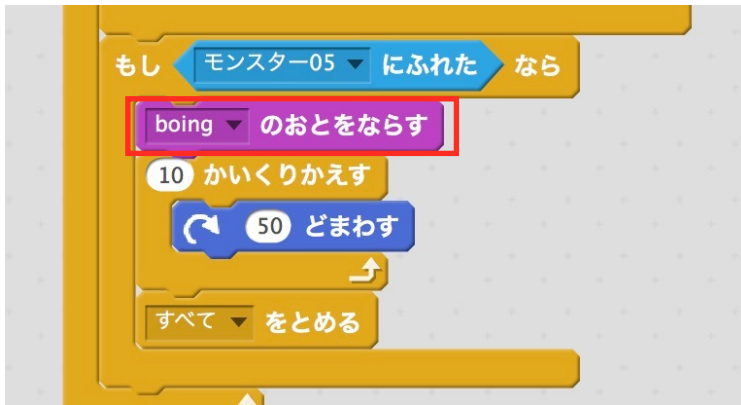 もし モンスター05 にふれた なら
boing のおとをならす
10 かいくりかえす
50 どまわす
すべて をとめる